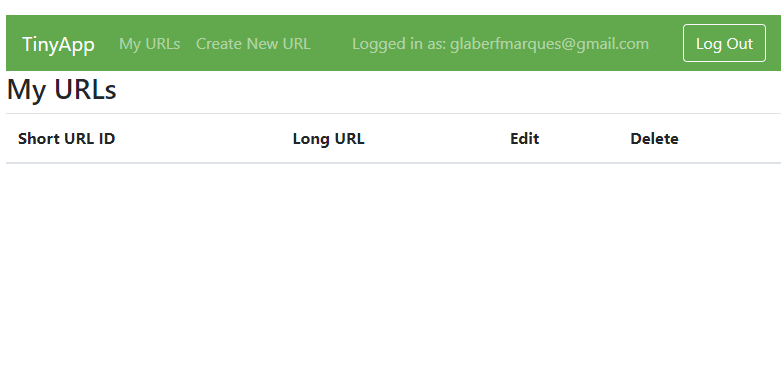 TinyApp My URLs Create New URL Logged in as: glaberfmarques@gmail.com Log Out
My URLs
Short URL ID Long URL Edit Delete